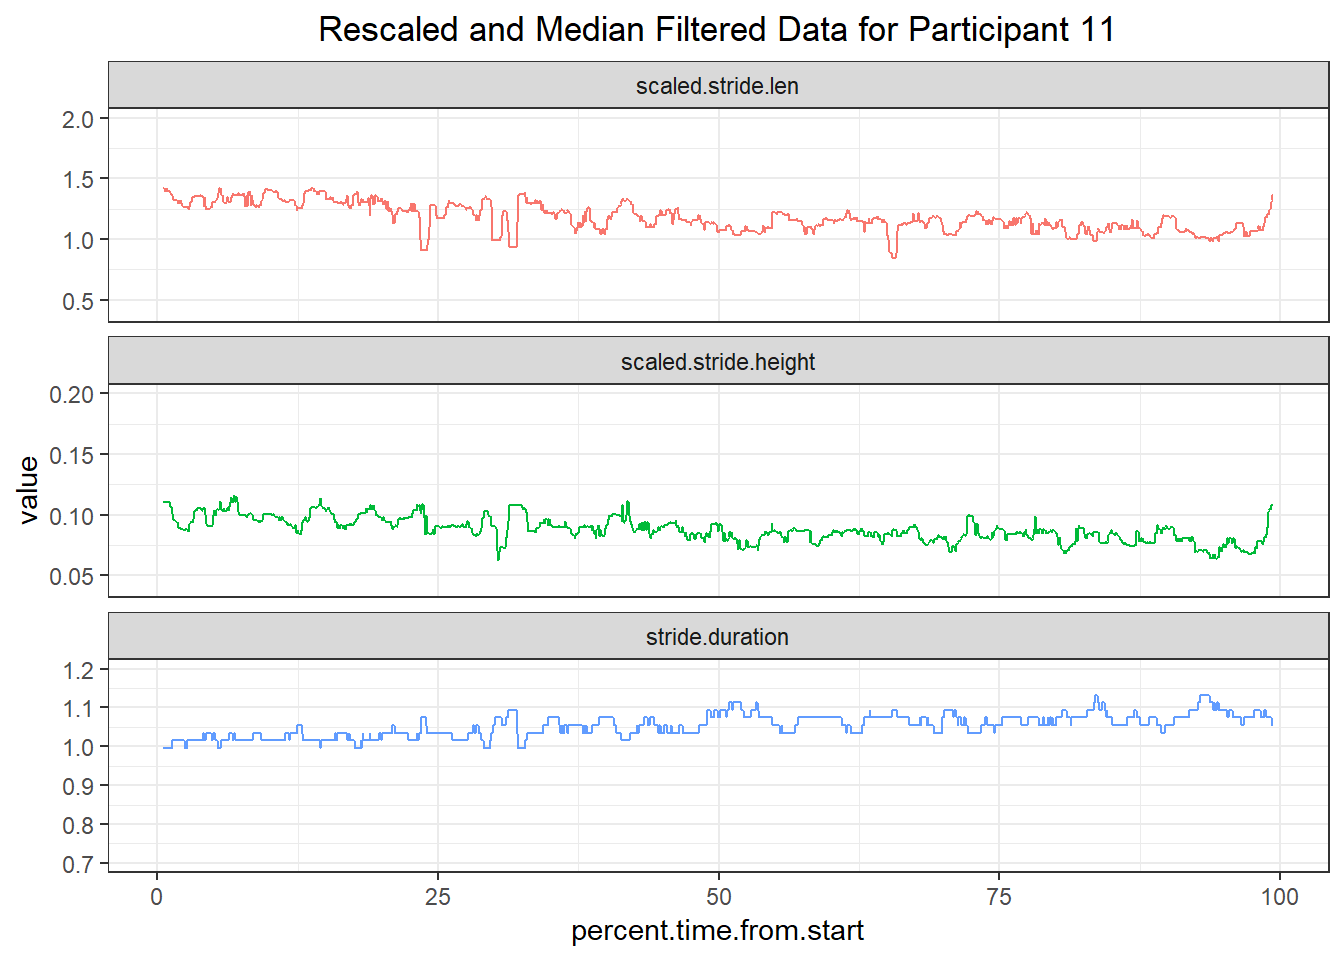 Rescaled and Median Filtered Data for Participant 11
scaled.stride.len
2.0
1.5
1.0
0.5
scaled.stride.height
0.20
0.15
0.10
0.05
value
stride.duration
1.2
1.1
1.0
0.9
0.8
0.7
0 25 50 75 100
percent.time.from.start